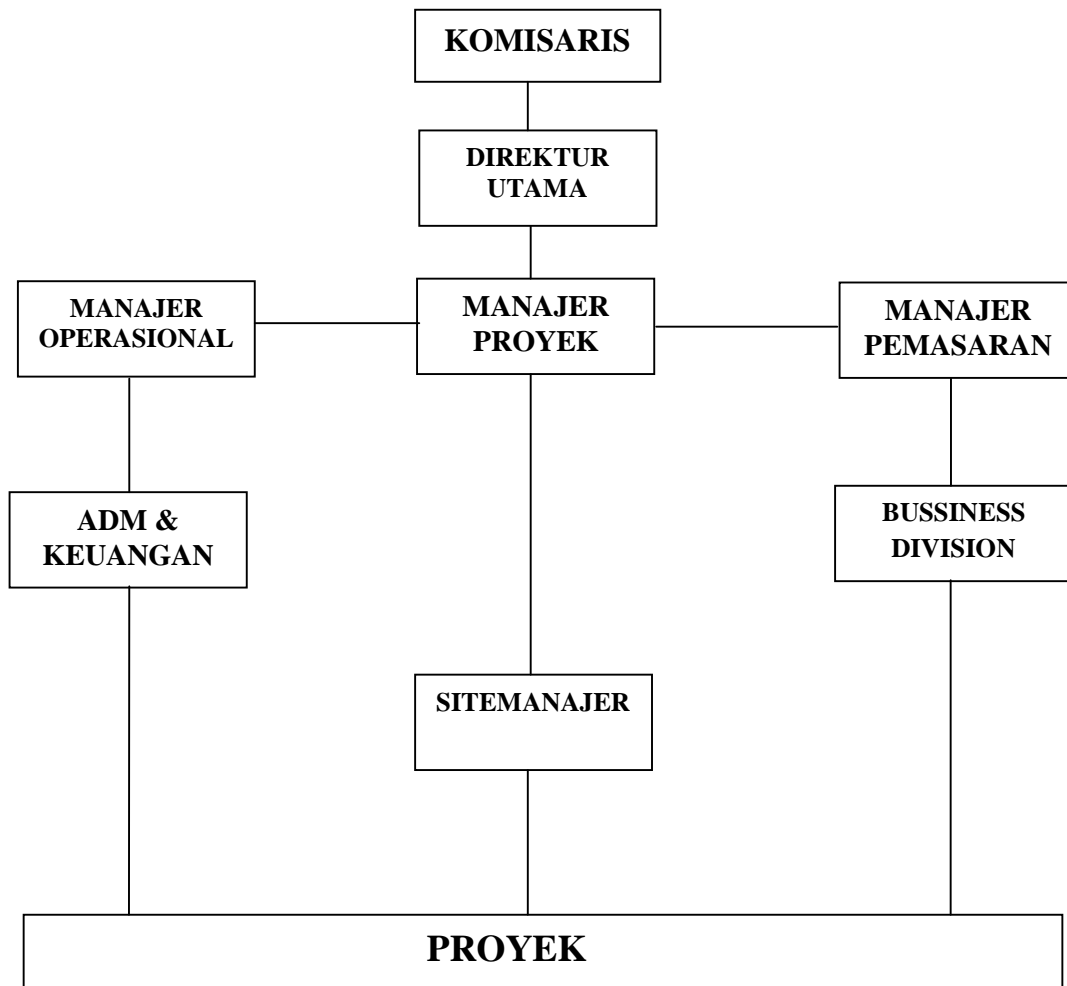 KOMISARIS
DIREKTUR
UTAMA
MANAJER
OPERASIONAL
MANAJER
PROYEK
MANAJER
PEMASARAN
ADM &
KEUANGAN
BUSSINESS
DIVISION
SITEMANAJER
PROYEK